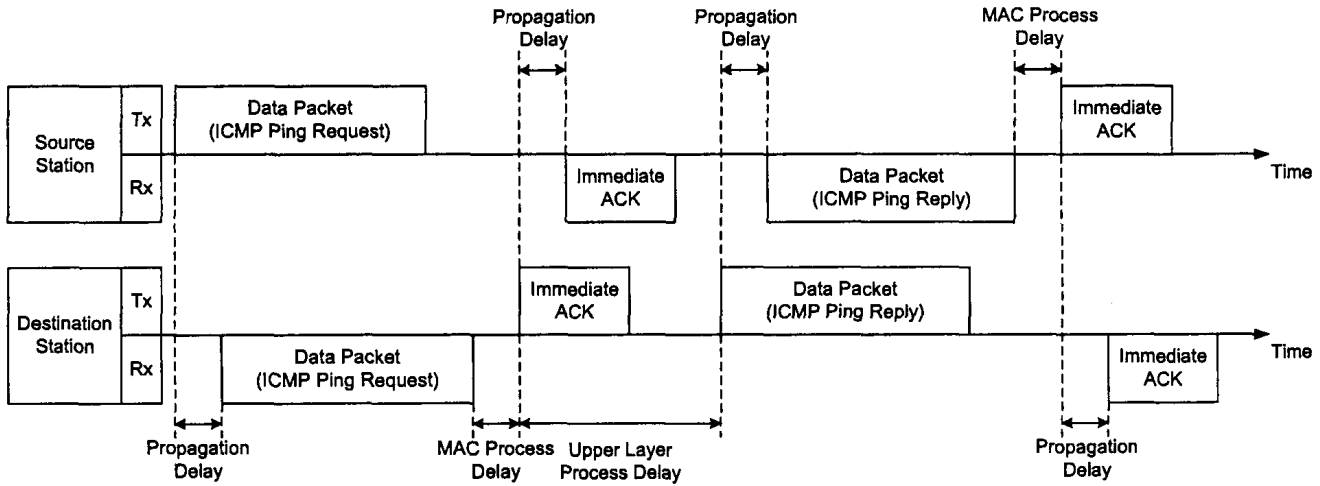 Propagation
Delay
Propagation
Delay
MAC Process
Delay
Source
Station
Tx
Rx
Data Packet
(ICMP Ping Request)
Immediate
ACK
Data Packet
(ICMP Ping Reply)
Immediate
ACK
Time
Destination
Station
Tx
Rx
Data Packet
(ICMP Ping Request)
Immediate
ACK
Data Packet
(ICMP Ping Reply)
Immediate
ACK
Time
Propagation
Delay
MAC Process
Delay
Upper Layer
Process Delay
Propagation
Delay